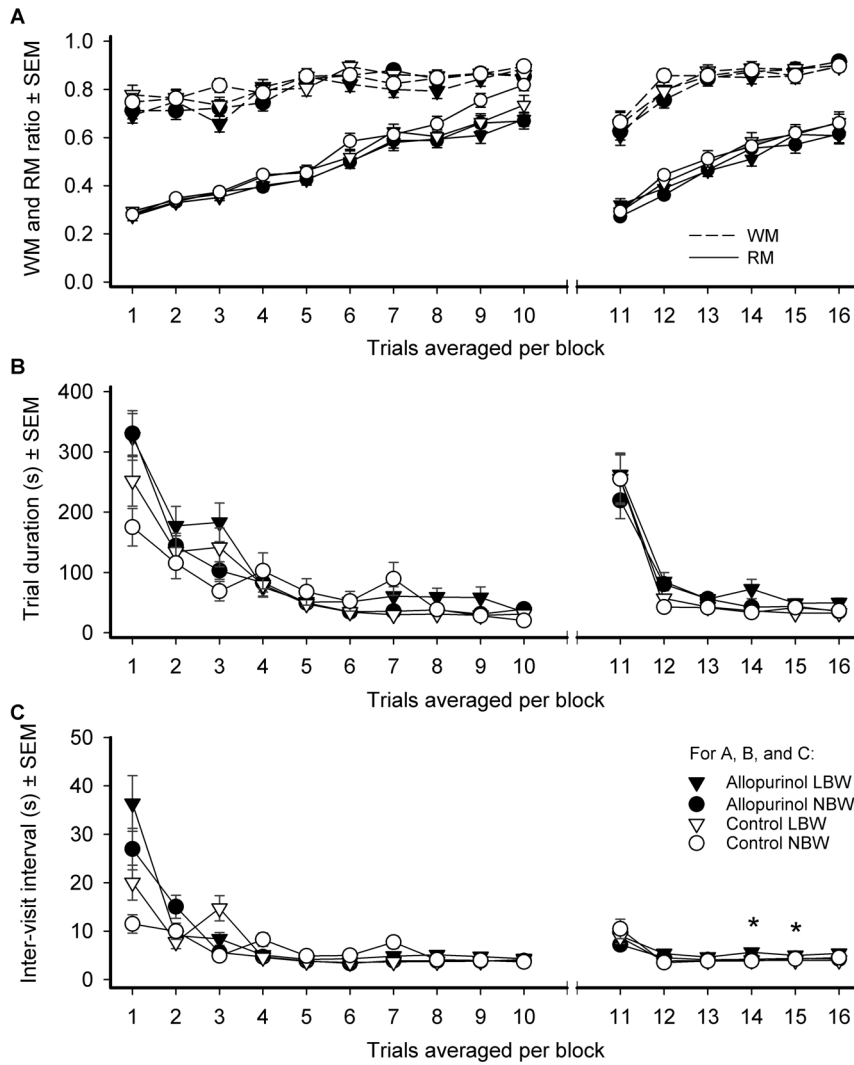 A
WM and RM ratio ± SEM
1.0
0.8
0.6
0.4
0.2
0.0
WM
RM
1 2 3 4 5 6 7 8 9 10 11 12 13 14 15 16
Trials averaged per block
B
Trial duration (s) ± SEM
400
300
200
100
0
1 2 3 4 5 6 7 8 9 10 11 12 13 14 15 16
Trials averaged per block
C
Inter-visit interval (s) ± SEM
50
40
30
20
10
0
For A, B, and C:
Allopurinol LBW
Allopurinol NBW
Control LBW
Control NBW
* *
1 2 3 4 5 6 7 8 9 10 11 12 13 14 15 16
Trials averaged per block